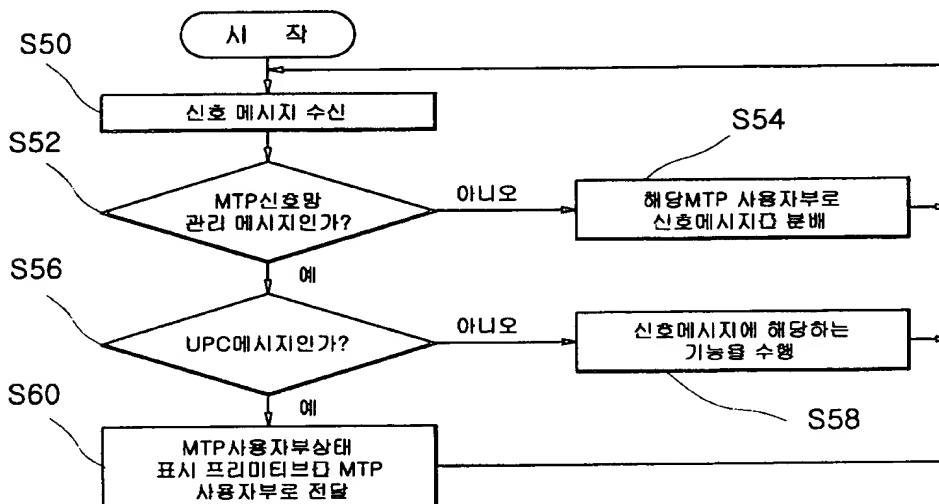 시 작
S50
신호 메시지 수신
S52
MTP신호망
관리 메시지인가?
아니오
S54
해당MTP 사용자부로
신호메시지를 분배
예
S56
UPC메시지인가?
아니오
신호메시지에 해당하는
기능을 수행
S58
예
S60
MTP사용자부상태
표시 프리미티브를 MTP
사용자부로 전달